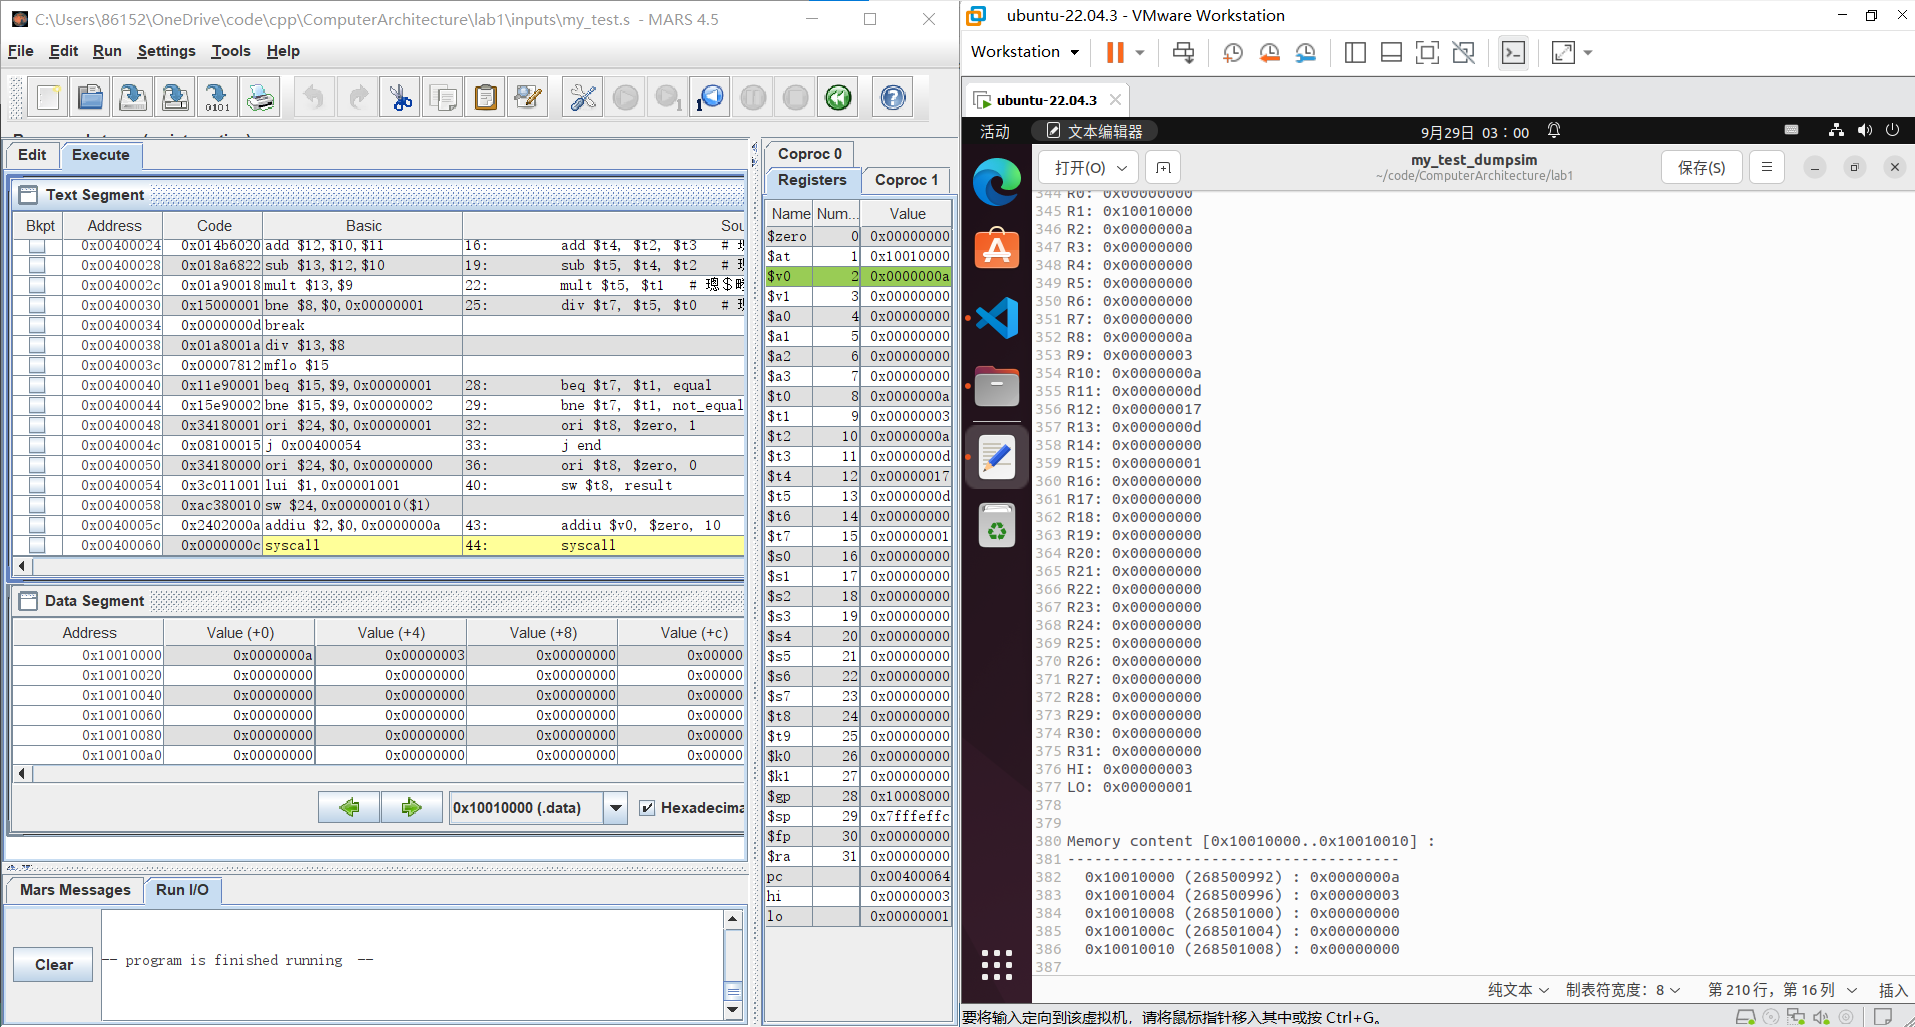 C:\Users\86152\OneDrive\code\cpp\ComputerArchitecture\lab1\inputs\my_test.s - MARS 4.5
File Edit Run Settings Tools Help
Edit Execute
Text Segment
Bkpt Address Code Basic Sou
0x00400024 0x014b6020 add $12,$10,$11 16: add $t4, $t2, $t3 #
0x00400028 0x018a6822 sub $13,$12,$10 19: sub $t5, $t4, $t2 #
0x0040002c 0x01a90018 mult $13,$9 22: mult $t5, $t1 #
0x00400030 0x15000001 bne $8,$0,0x00000001 25: div $t7, $t5, $t0 #
0x00400034 0x0000000d break
0x00400038 0x01a8001a div $13,$8
0x0040003c 0x00007812 mflo $15
0x00400040 0x11e90001 beq $15,$9,0x00000001 28: beq $t7, $t1, equal
0x00400044 0x15e90002 bne $15,$9,0x00000002 29: bne $t7, $t1, not_equal
0x00400048 0x34180001 ori $24,$0,0x00000001 32: ori $t8, $zero, 1
0x0040004c 0x08100015 j 0x00400054 33: j end
0x00400050 0x34180000 ori $24,$0,0x00000000 36: ori $t8, $zero, 0
0x00400054 0x3c011001 lui $1,0x00001001 40: sw $t8, result
0x00400058 0xac380010 sw $24,0x00000010($1)
0x0040005c 0x2402000a addiu $2,$0,0x0000000a 43: addiu $v0, $zero, 10
0x00400060 0x0000000c syscall 44: syscall
Data Segment
Address Value (+0) Value (+4) Value (+8) Value (+c)
0x10010000 0x0000000a 0x00000003 0x00000000 0x00000
0x10010020 0x00000000 0x00000000 0x00000000 0x00000
0x10010040 0x00000000 0x00000000 0x00000000 0x00000
0x10010060 0x00000000 0x00000000 0x00000000 0x00000
0x10010080 0x00000000 0x00000000 0x00000000 0x00000
0x100100a0 0x00000000 0x00000000 0x00000000 0x00000
0x10010000 (.data) Hexadecima
Mars Messages Run I/O
Clear
-- program is finished running --
Coproc 0
Registers Coproc 1
Name Num... Value
$zero 0 0x00000000
$at 1 0x10010000
$v0 2 0x0000000a
$v1 3 0x00000000
$a0 4 0x00000000
$a1 5 0x00000000
$a2 6 0x00000000
$a3 7 0x00000000
$t0 8 0x0000000a
$t1 9 0x00000003
$t2 10 0x0000000a
$t3 11 0x0000000d
$t4 12 0x00000017
$t5 13 0x0000000d
$t6 14 0x00000000
$t7 15 0x00000001
$s0 16 0x00000000
$s1 17 0x00000000
$s2 18 0x00000000
$s3 19 0x00000000
$s4 20 0x00000000
$s5 21 0x00000000
$s6 22 0x00000000
$s7 23 0x00000000
$t8 24 0x00000000
$t9 25 0x00000000
$k0 26 0x00000000
$k1 27 0x00000000
$gp 28 0x10008000
$sp 29 0x7fffeffc
$fp 30 0x00000000
$ra 31 0x00000000
pc 0x00400064
hi 0x00000003
lo 0x00000001
ubuntu-22.04.3 - VMware Workstation
Workstation
ubuntu-22.04.3
活动 文本编辑器 9月29日 03：00
打开(O) my_test_dumpsim 保存(S)
~/code/ComputerArchitecture/lab1
344 R0: 0x00000000
345 R1: 0x10010000
346 R2: 0x0000000a
347 R3: 0x00000000
348 R4: 0x00000000
349 R5: 0x00000000
350 R6: 0x00000000
351 R7: 0x00000000
352 R8: 0x0000000a
353 R9: 0x00000003
354 R10: 0x0000000a
355 R11: 0x0000000d
356 R12: 0x00000017
357 R13: 0x0000000d
358 R14: 0x00000000
359 R15: 0x00000001
360 R16: 0x00000000
361 R17: 0x00000000
362 R18: 0x00000000
363 R19: 0x00000000
364 R20: 0x00000000
365 R21: 0x00000000
366 R22: 0x00000000
367 R23: 0x00000000
368 R24: 0x00000000
369 R25: 0x00000000
370 R26: 0x00000000
371 R27: 0x00000000
372 R28: 0x00000000
373 R29: 0x00000000
374 R30: 0x00000000
375 R31: 0x00000000
376 HI: 0x00000003
377 LO: 0x00000001
378
379
380 Memory content [0x10010000..0x10010010] :
381 -------------------------------------
382 0x10010000 (268500992) : 0x0000000a
383 0x10010004 (268500996) : 0x00000003
384 0x10010008 (268501000) : 0x00000000
385 0x1001000c (268501004) : 0x00000000
386 0x10010010 (268501008) : 0x00000000
387
纯文本 制表符宽度：8 第 210 行，第 16 列 插入
要将输入定向到该虚拟机，请将鼠标指针移入其中或按 Ctrl+G。